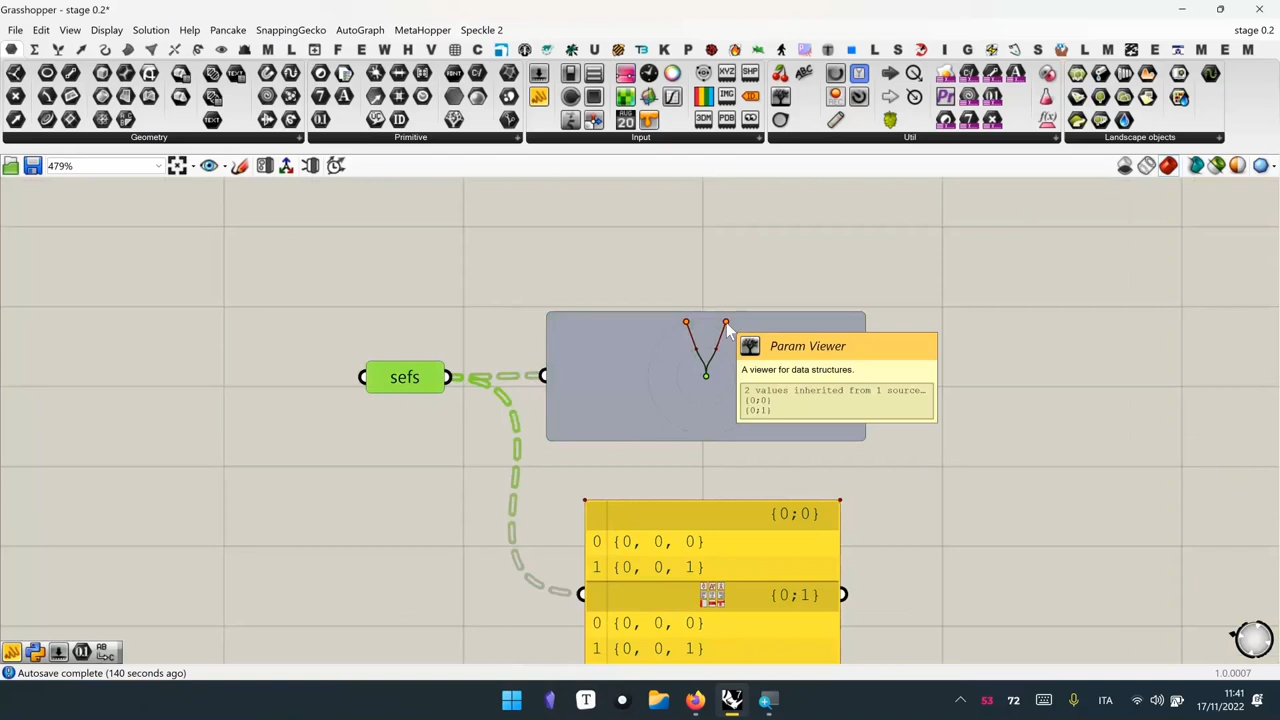 Grasshopper - stage 0.2*
File Edit View Display Solution Help Pancake SnappingGecko AutoGraph MetaHopper Speckle 2
stage 0.2
Geometry Primitive Input Util Landscape objects
479%
sefs
Param Viewer
A viewer for data structures.
2 values inherited from 1 source…
{0;0}
{0;1}
{0;0}
0 {0, 0, 0}
1 {0, 0, 1}
{0;1}
0 {0, 0, 0}
1 {0, 0, 1}
Autosave complete (140 seconds ago)
1.0.0007
53 72 ITA
11:41
17/11/2022